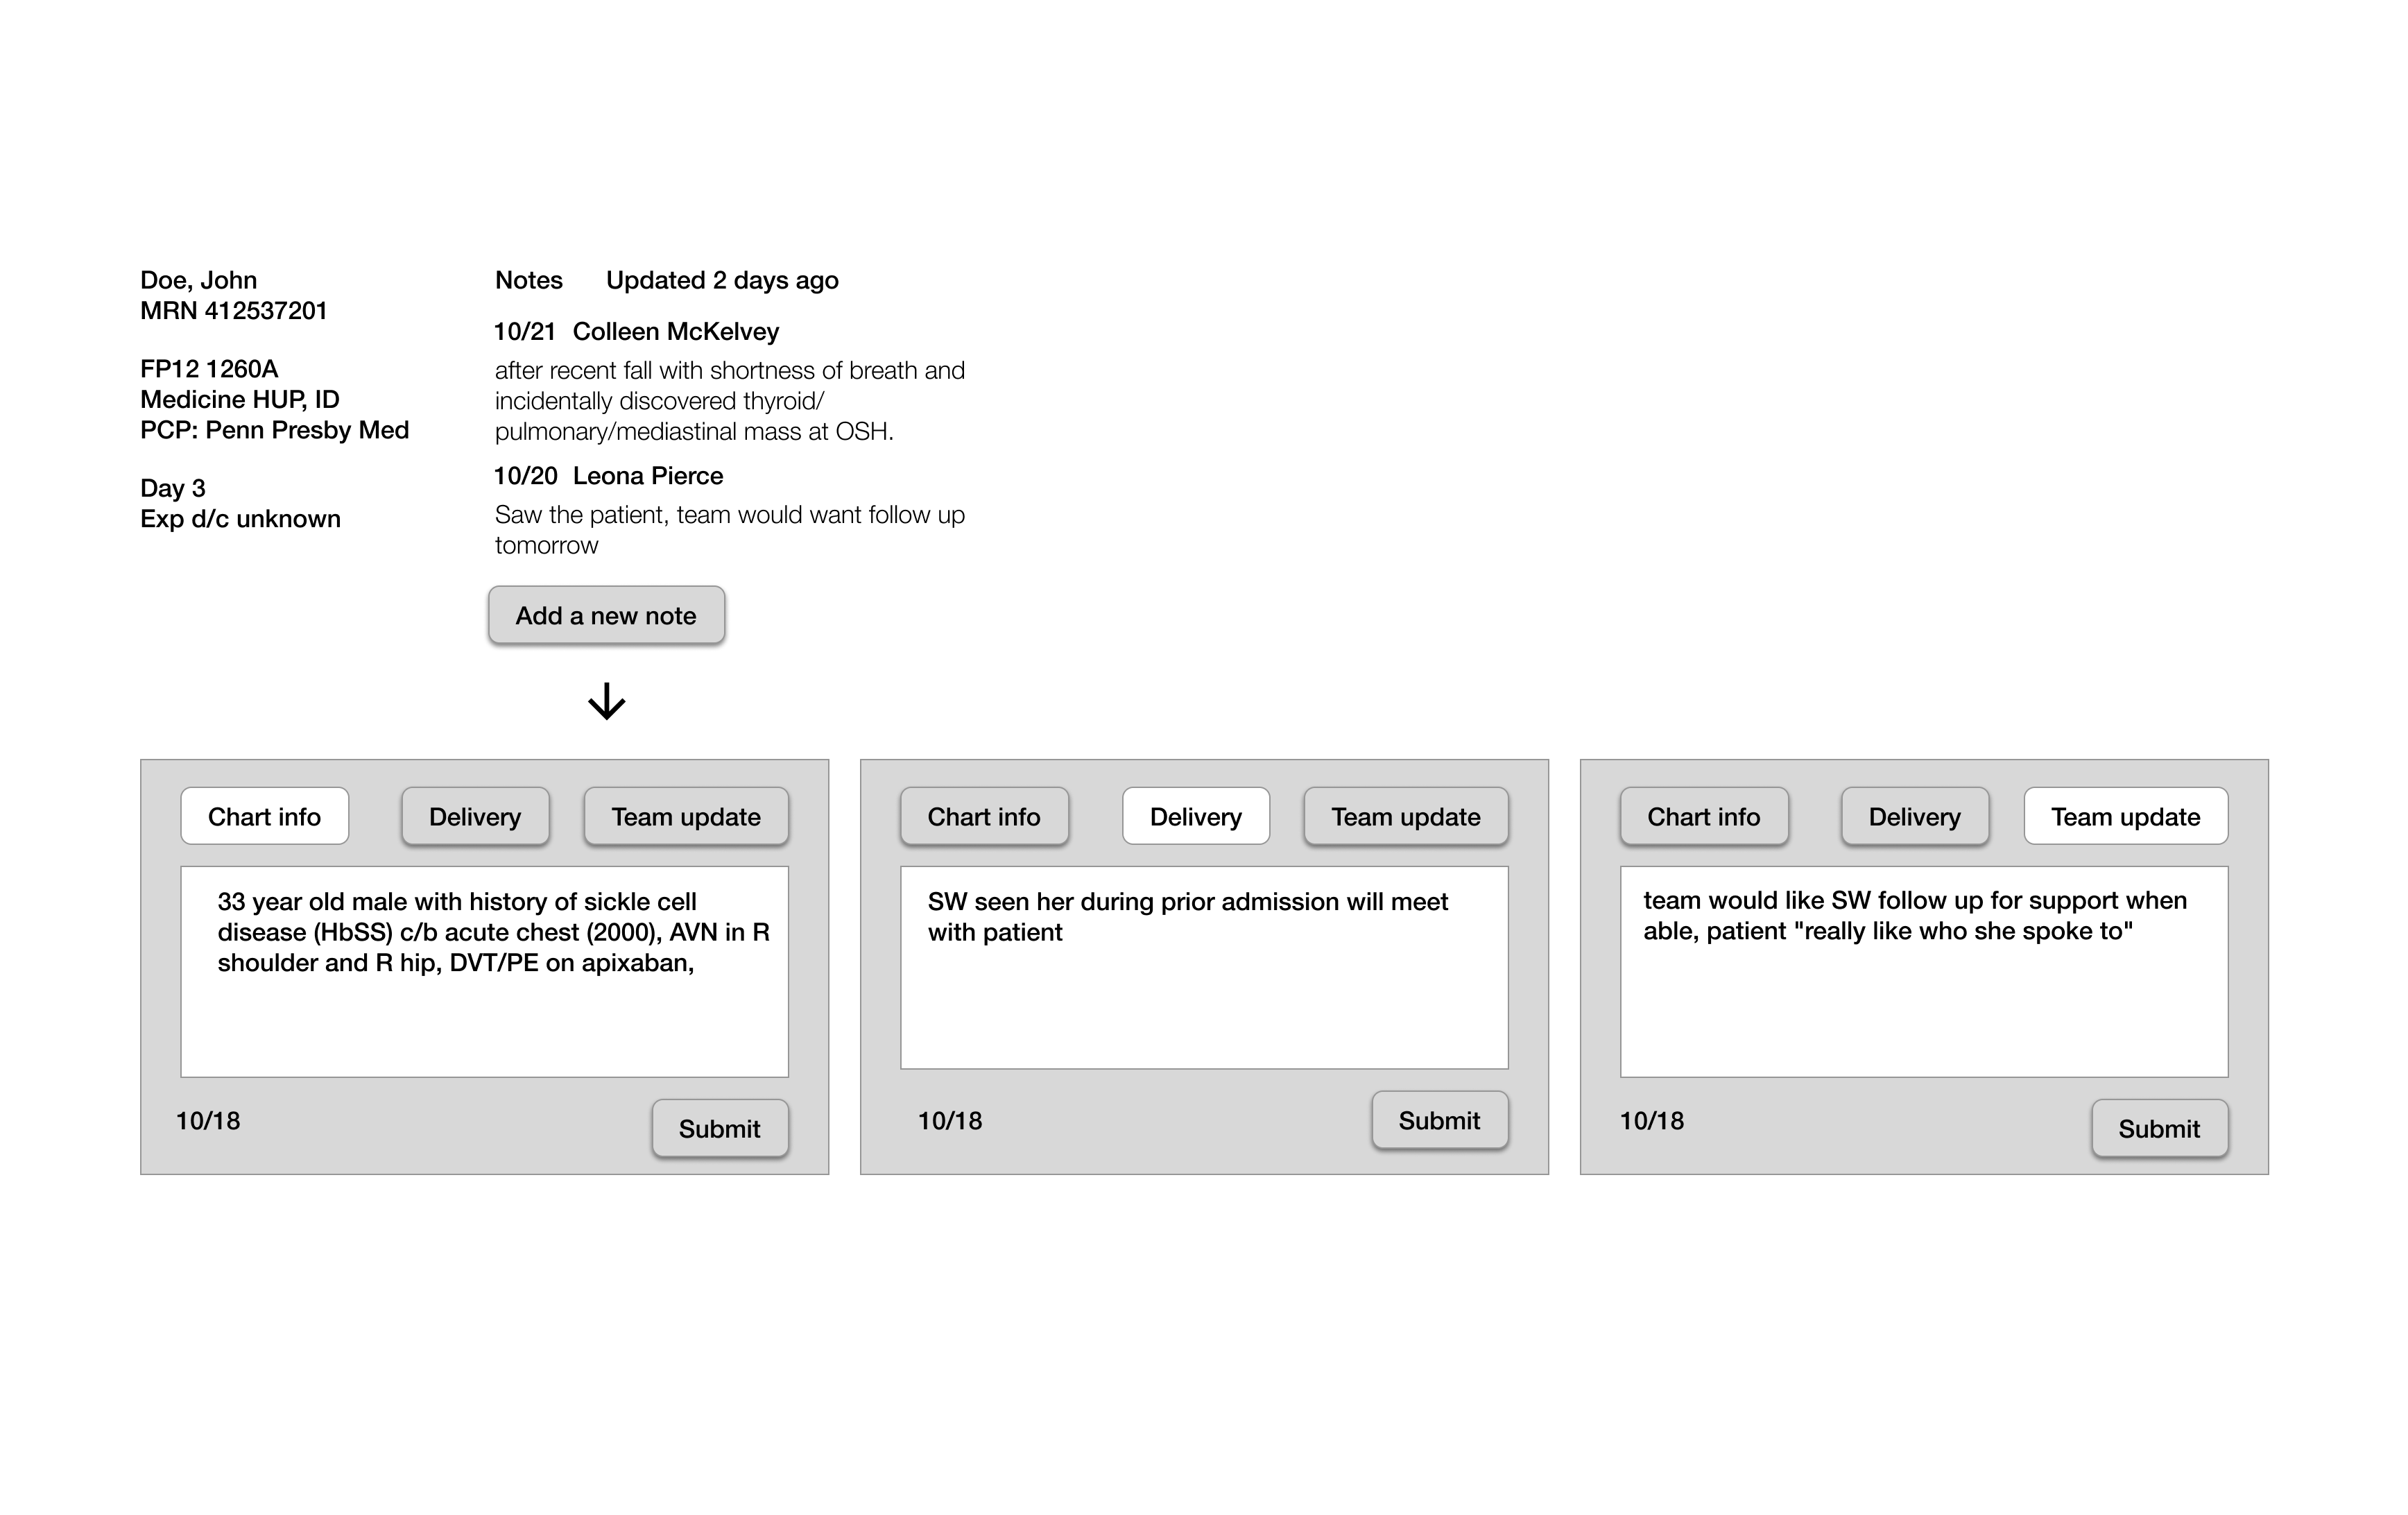 Doe, John
MRN 412537201
FP12 1260A
Medicine HUP, ID
PCP: Penn Presby Med
Day 3
Exp d/c unknown
Notes Updated 2 days ago
10/21 Colleen McKelvey
after recent fall with shortness of breath and
incidentally discovered thyroid/
pulmonary/mediastinal mass at OSH.
10/20 Leona Pierce
Saw the patient, team would want follow up
tomorrow
Add a new note
Chart info Delivery Team update
33 year old male with history of sickle cell
disease (HbSS) c/b acute chest (2000), AVN in R
shoulder and R hip, DVT/PE on apixaban,
10/18 Submit
Chart info Delivery Team update
SW seen her during prior admission will meet
with patient
10/18 Submit
Chart info Delivery Team update
team would like SW follow up for support when
able, patient "really like who she spoke to"
10/18 Submit